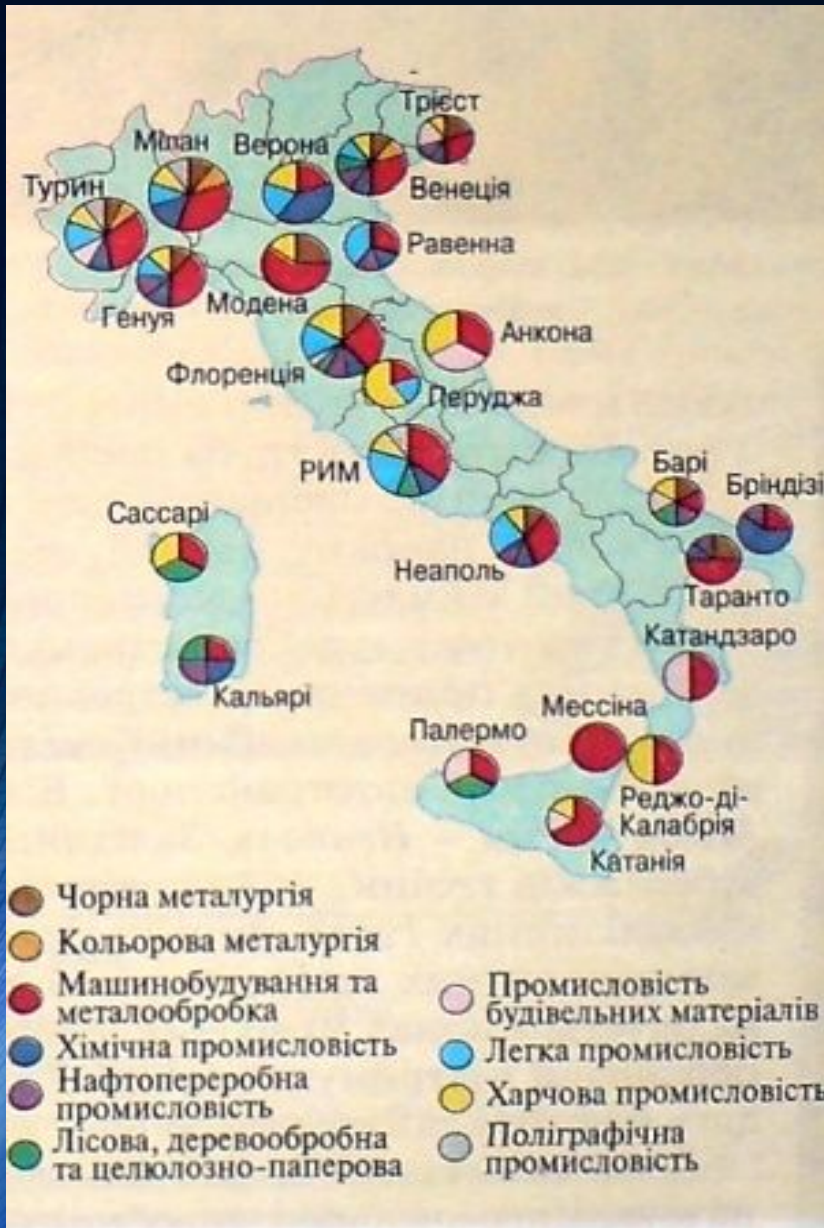 Трієст
Мілан
Верона
Турин
Венеція
Равенна
Генуя
Модена
Анкона
Флоренція
Перуджа
РИМ
Барі
Бріндізі
Сассарі
Неаполь
Таранто
Катандзаро
Кальярі
Мессіна
Палермо
Реджо-ді-
Калабрія
Катанія
Чорна металургія
Кольорова металургія
Машинобудування та
металообробка
Хімічна промисловість
Нафтопереробна
промисловість
Лісова, деревообробна
та целюлозно-паперова
Промисловість
будівельних матеріалів
Легка промисловість
Харчова промисловість
Поліграфічна
промисловість